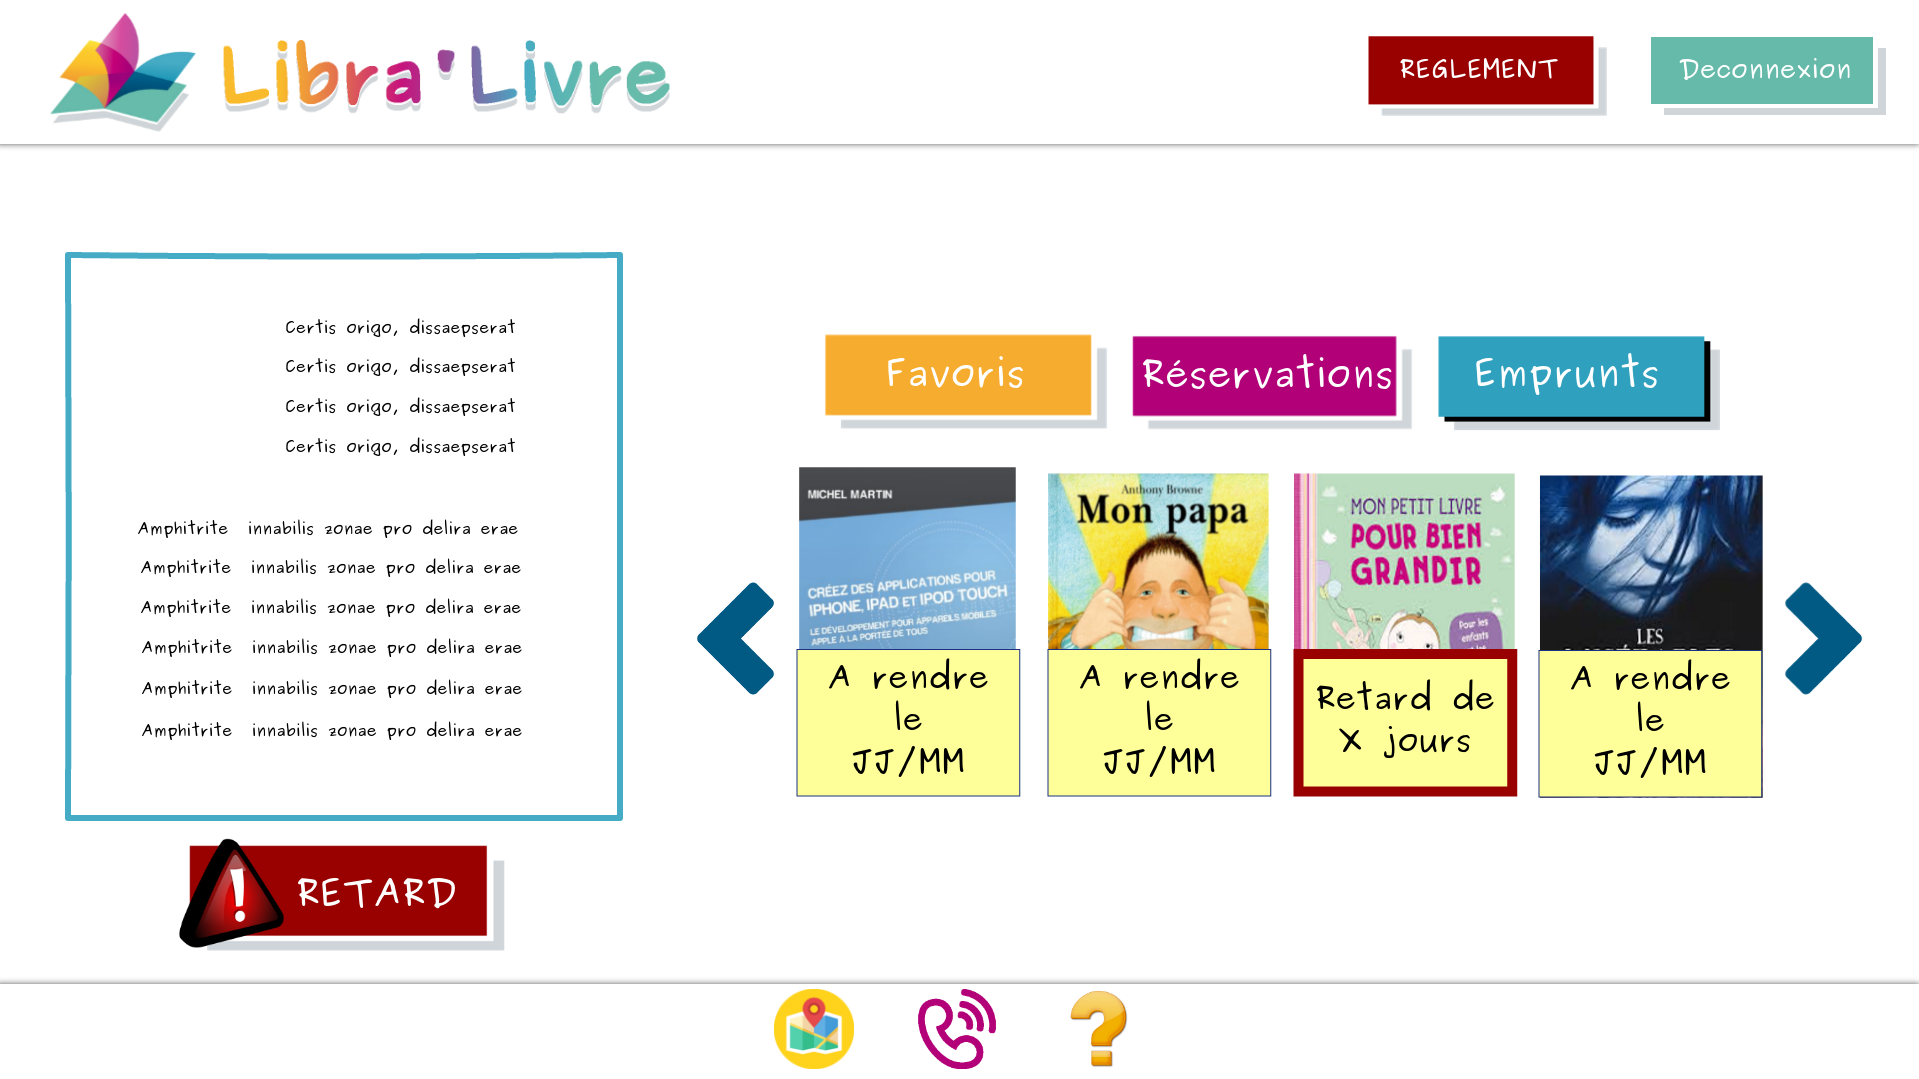 Libra'Livre
REGLEMENT
Deconnexion
Certis origo, dissaepserat
Certis origo, dissaepserat
Certis origo, dissaepserat
Certis origo, dissaepserat
Amphitrite innabilis zonae pro delira erae
Amphitrite innabilis zonae pro delira erae
Amphitrite innabilis zonae pro delira erae
Amphitrite innabilis zonae pro delira erae
Amphitrite innabilis zonae pro delira erae
Amphitrite innabilis zonae pro delira erae
! RETARD
Favoris
Réservations
Emprunts
MICHEL MARTIN
CRÉEZ DES APPLICATIONS POUR
IPHONE, IPAD ET IPOD TOUCH
LE DÉVELOPPEMENT POUR APPAREILS MOBILES
APPLE À LA PORTÉE DE TOUS
A rendre
le
JJ/MM
Anthony Browne
Mon papa
A rendre
le
JJ/MM
MON PETIT LIVRE
POUR BIEN
GRANDIR
Pour les
enfants
Retard de
X jours
LES
A rendre
le
JJ/MM
?